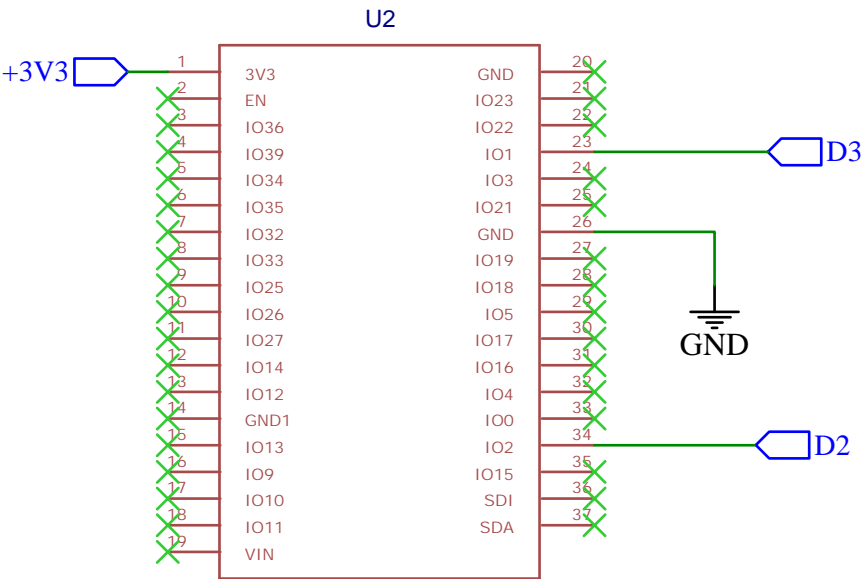 U2
+3V3 1 3V3 GND 20
2 EN IO23 21
3 IO36 IO22 22
4 IO39 IO1 23 D3
5 IO34 IO3 24
6 IO35 IO21 25
7 IO32 GND 26
8 IO33 IO19 27
9 IO25 IO18 28
10 IO26 IO5 29
11 IO27 IO17 30
12 IO14 IO16 31
GND
13 IO12 IO4 32
14 GND1 IO0 33
15 IO13 IO2 34 D2
16 IO9 IO15 35
17 IO10 SDI 36
18 IO11 SDA 37
19 VIN